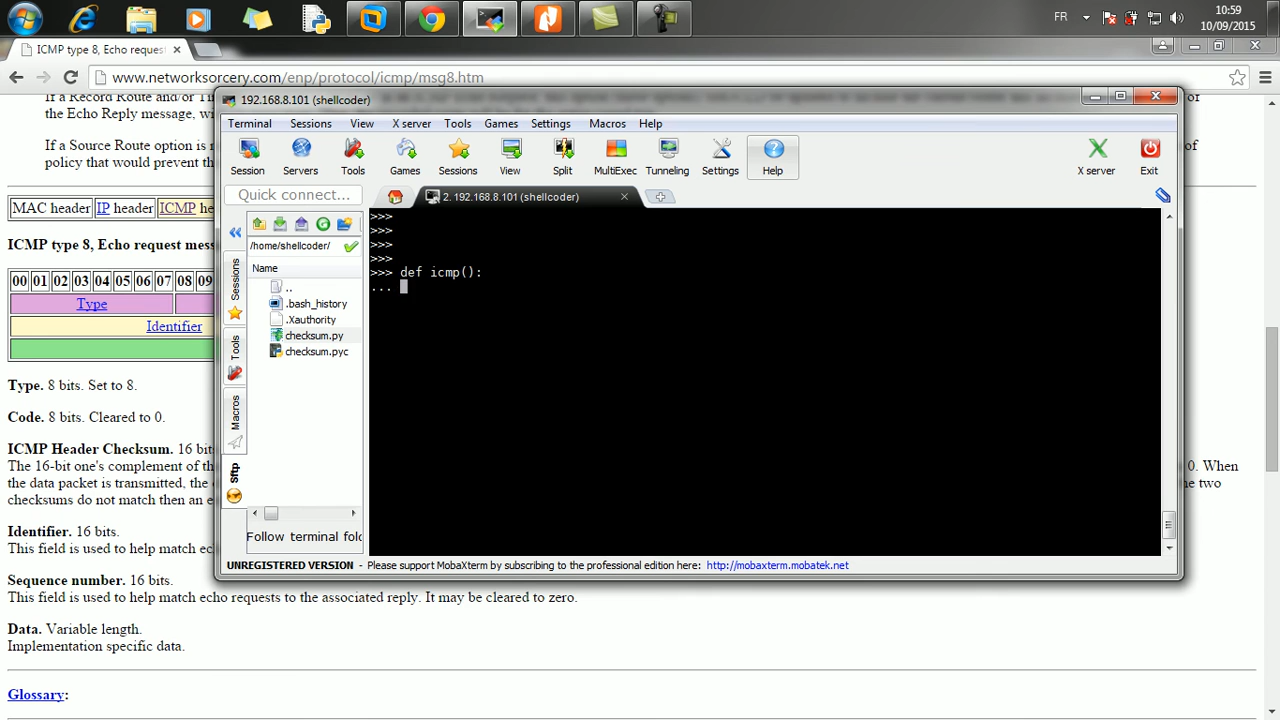 10:59
FR
10/09/2015
ICMP type 8, Echo reques
www.networksorcery.com/enp/protocol/icmp/msg8.htm
If a Record Route and/or Ti
of
the Echo Reply message, wi
If a Source Route option is r
of
policy that would prevent th
MAC header IP header ICMP he
ICMP type 8, Echo request mess
00 01 02 03 04 05 06 07 08 09
Type
Identifier
Type. 8 bits. Set to 8.
Code. 8 bits. Cleared to 0.
ICMP Header Checksum. 16 bit
The 16-bit one's complement of th
0. When
the data packet is transmitted, the c
e two
checksums do not match then an e
Identifier. 16 bits.
This field is used to help match ech
Sequence number. 16 bits.
This field is used to help match echo requests to the associated reply. It may be cleared to zero.
Data. Variable length.
Implementation specific data.
Glossary:
192.168.8.101 (shellcoder)
Terminal Sessions View X server Tools Games Settings Macros Help
Session Servers Tools Games Sessions View Split MultiExec Tunneling Settings Help X server Exit
Quick connect...
2. 192.168.8.101 (shellcoder)
/home/shellcoder/
Name
..
.bash_history
.Xauthority
checksum.py
checksum.pyc
Sessions
Tools
Macros
Sftp
Follow terminal fold
>>>
>>>
>>>
>>>
>>> def icmp():
...
UNREGISTERED VERSION - Please support MobaXterm by subscribing to the professional edition here: http://mobaxterm.mobatek.net